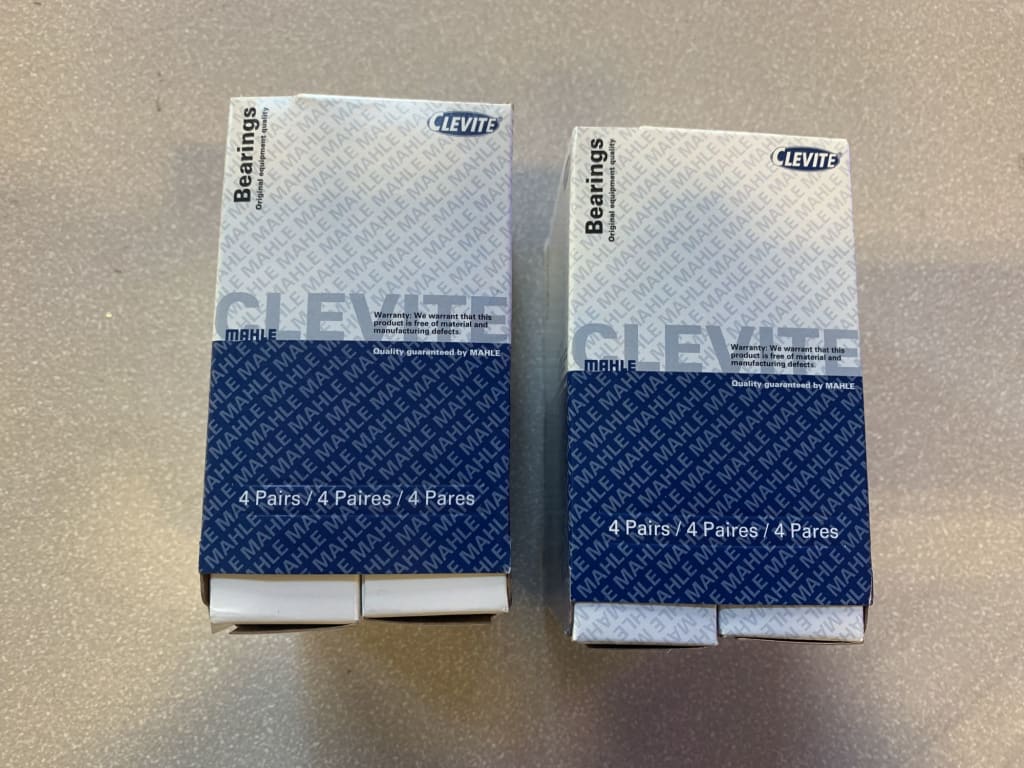 Bearings
Original equipment quality
CLEVITE
CLEVITE
MAHLE
Warranty: We warrant that this
product is free of material and
manufacturing defects.
Quality guaranteed by MAHLE
4 Pairs / 4 Paires / 4 Pares
Bearings
Original equipment quality
CLEVITE
CLEVITE
MAHLE
Warranty: We warrant that this
product is free of material and
manufacturing defects.
Quality guaranteed by MAHLE
4 Pairs / 4 Paires / 4 Pares